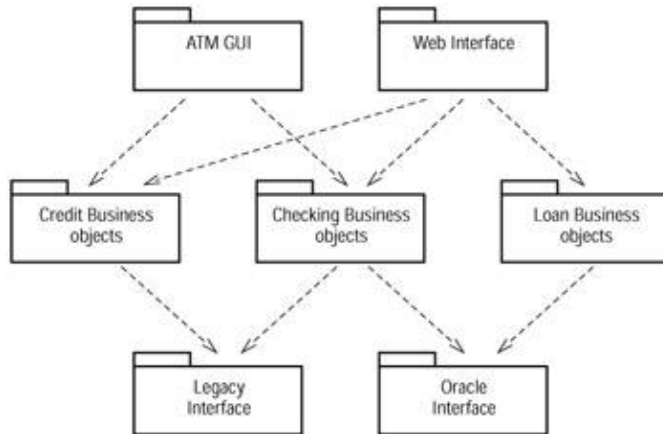 ATM GUI
Web Interface
Credit Business
objects
Checking Business
objects
Loan Business
objects
Legacy
Interface
Oracle
Interface